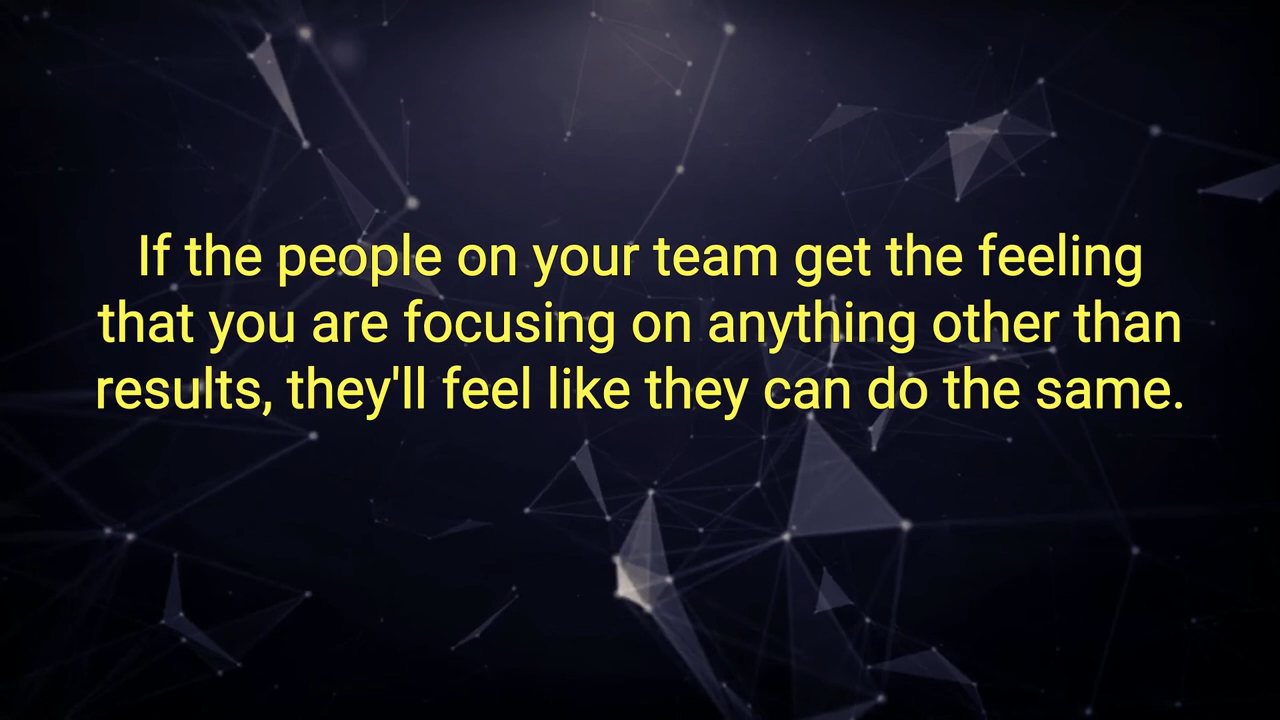 If the people on your team get the feeling
that you are focusing on anything other than
results, they'll feel like they can do the same.